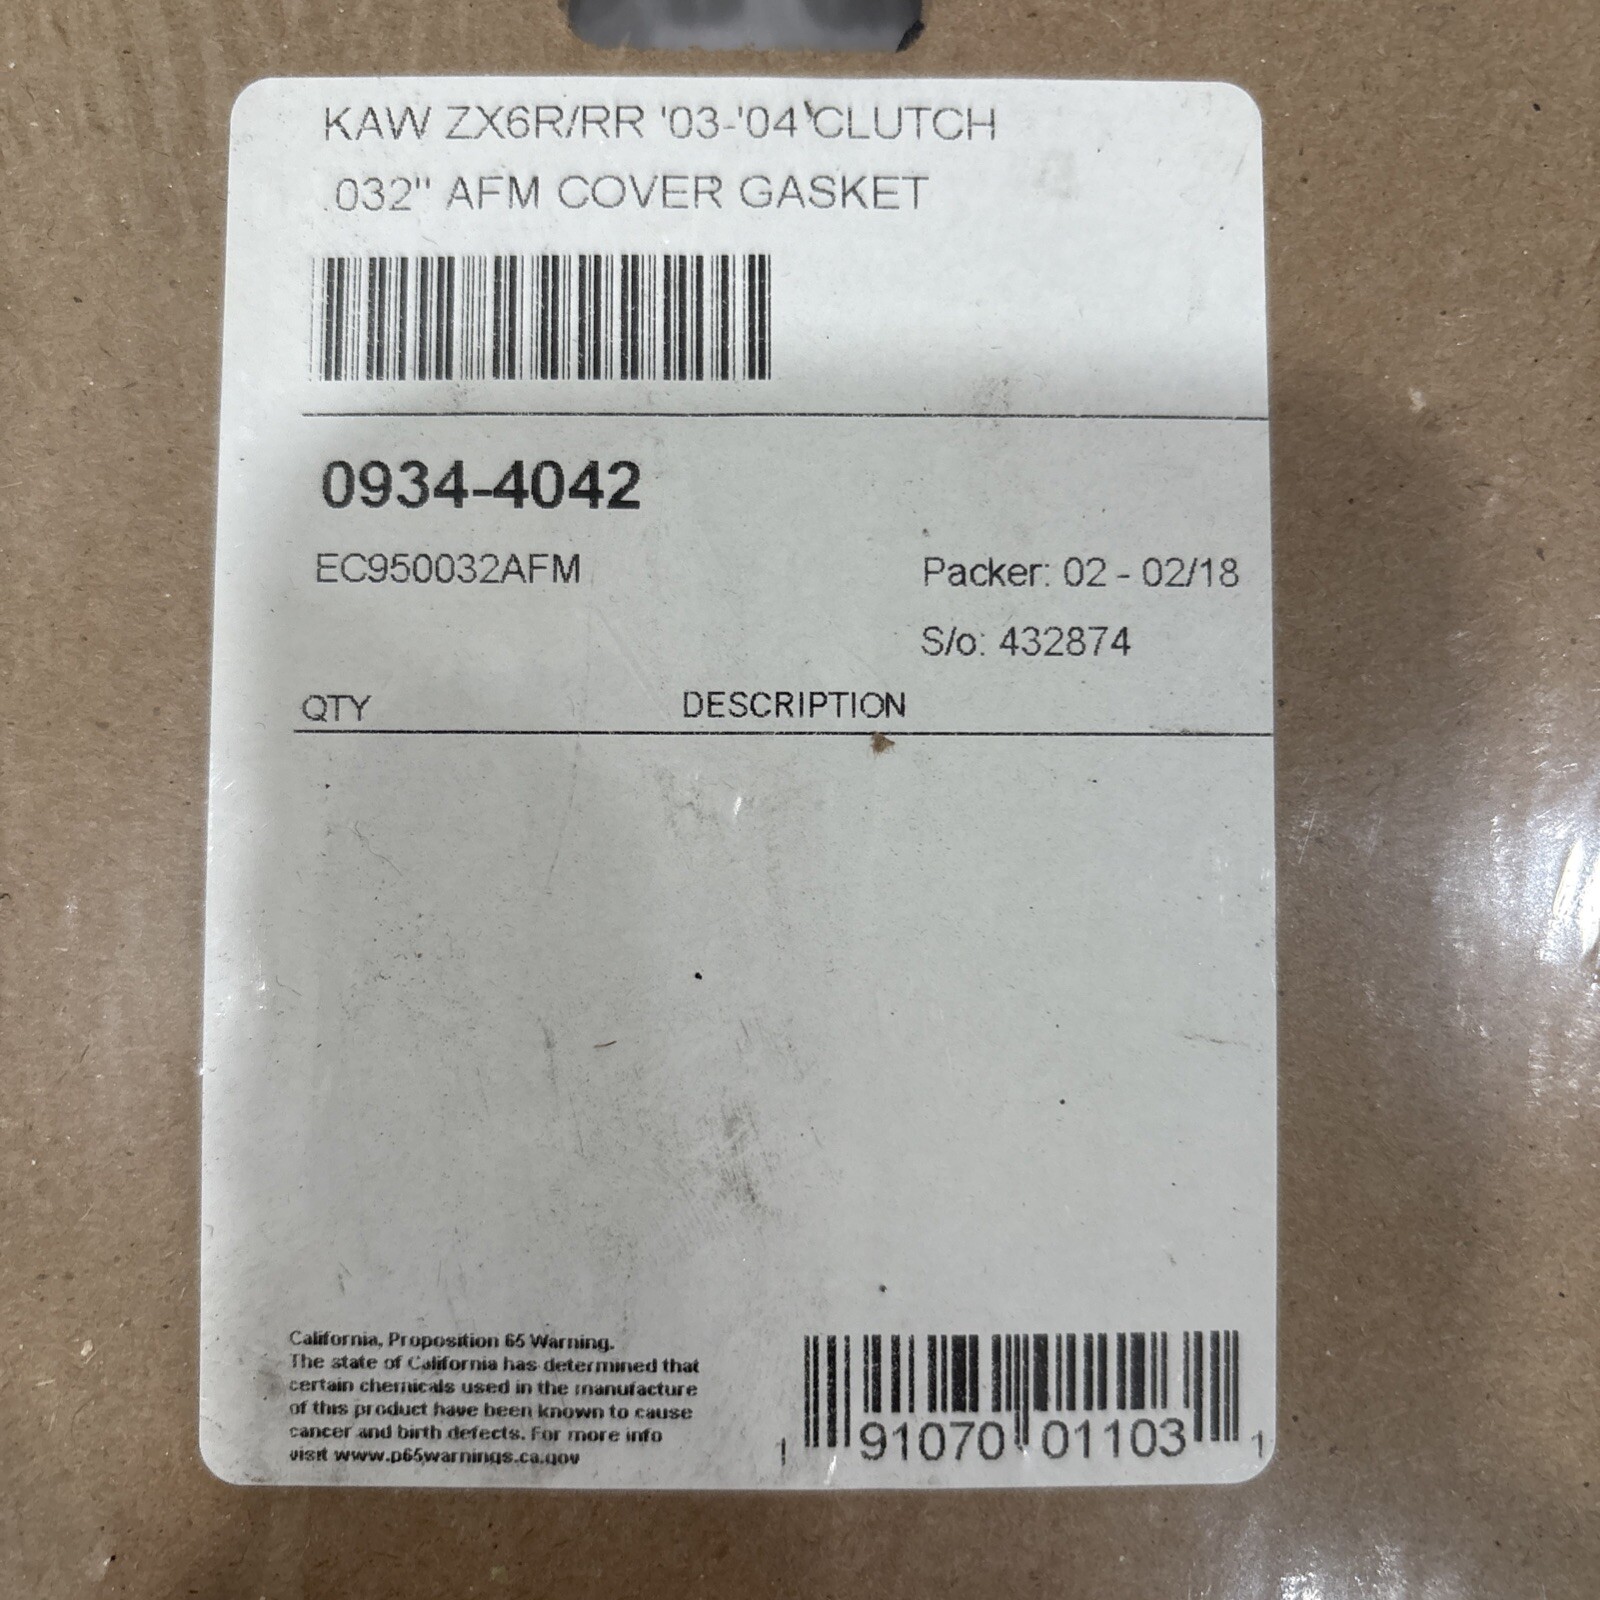 KAW ZX6R/RR '03-'04 CLUTCH
.032" AFM COVER GASKET
0934-4042
EC950032AFM
Packer: 02 - 02/18
S/o: 432874
QTY DESCRIPTION
California, Proposition 65 Warning.
The state of California has determined that
certain chemicals used in the manufacture
of this product have been known to cause
cancer and birth defects. For more info
visit www.p65warnings.ca.gov
1 91070 01103 1